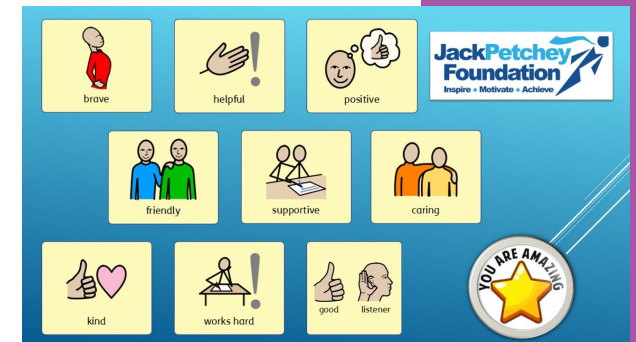 brave
helpful
positive
JackPetchey
Foundation
Inspire • Motivate • Achieve
friendly
supportive
caring
kind
works hard
good listener
YOU ARE AMAZING